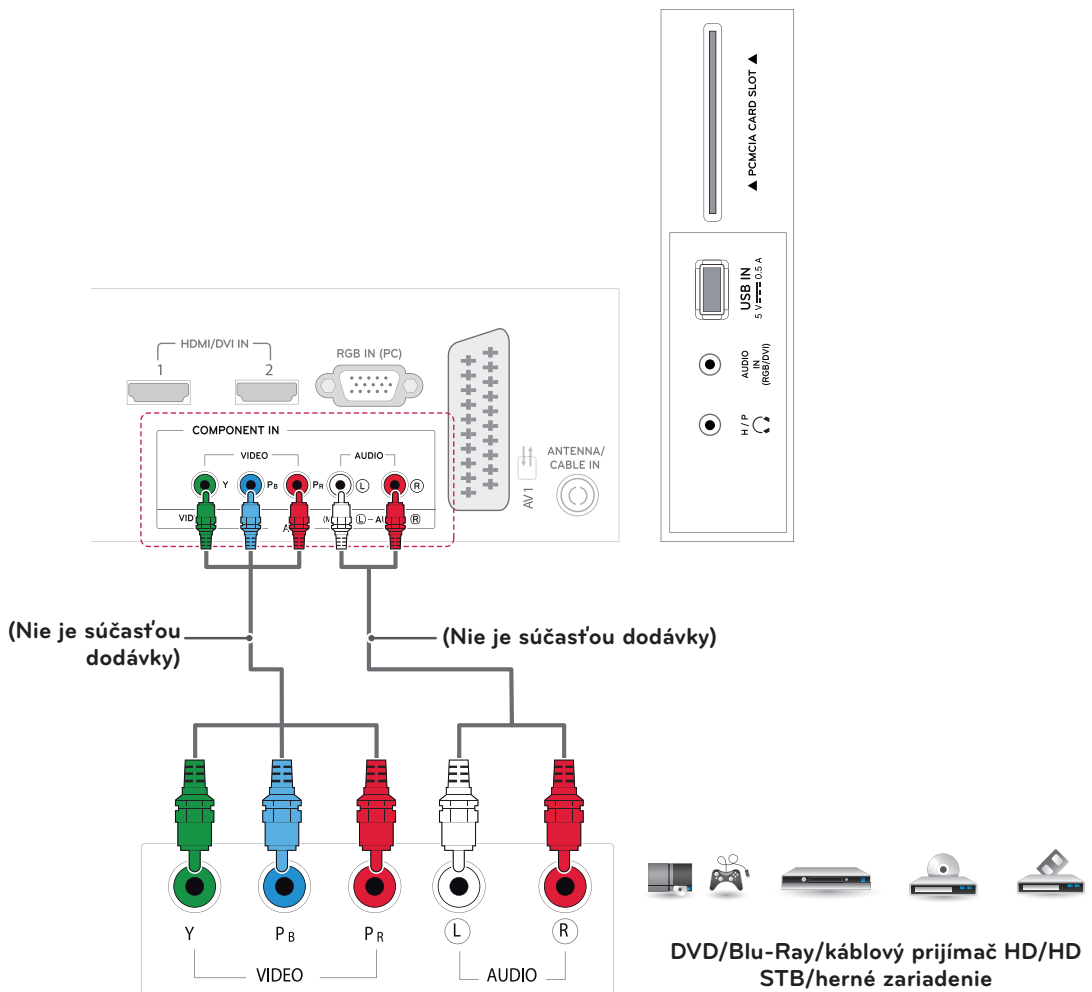 ▲ PCMCIA CARD SLOT ▲
USB IN
5 V 0.5 A
AUDIO
IN
(RGB/DVI)
H / P
HDMI/DVI IN
1 2
RGB IN (PC)
COMPONENT IN
VIDEO AUDIO
Y PB PR L R
L – R
AV1
ANTENNA/
CABLE IN
(Nie je súčasťou
dodávky)
(Nie je súčasťou dodávky)
Y PB PR L R
VIDEO AUDIO
DVD/Blu-Ray/káblový prijímač HD/HD
STB/herné zariadenie